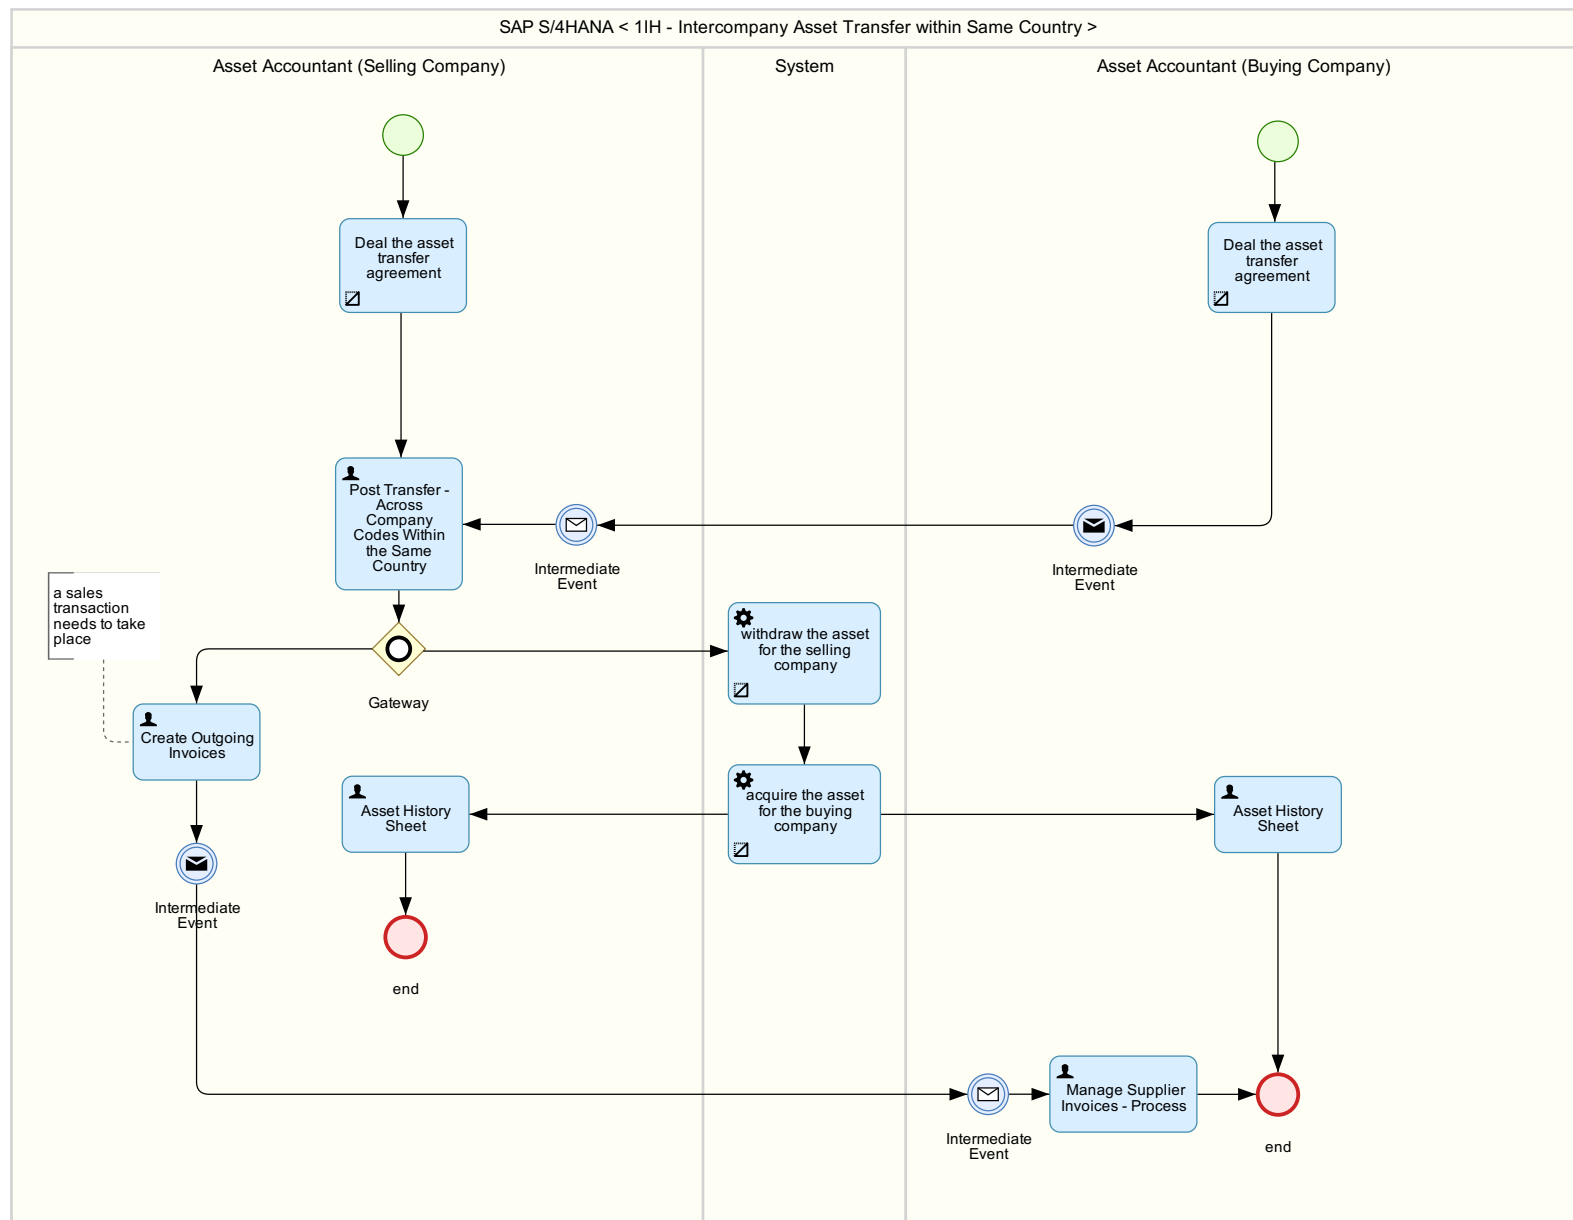 SAP S/4HANA < 1IH - Intercompany Asset Transfer within Same Country >
Asset Accountant (Selling Company)
System
Asset Accountant (Buying Company)
Deal the asset
transfer
agreement
Deal the asset
transfer
agreement
Post Transfer -
Across
Company
Codes Within
the Same
Country
Intermediate
Event
Intermediate
Event
a sales
transaction
needs to take
place
withdraw the asset
for the selling
company
Gateway
Create Outgoing
Invoices
Asset History
Sheet
acquire the asset
for the buying
company
Asset History
Sheet
Intermediate
Event
end
Manage Supplier
Invoices - Process
Intermediate
Event
end